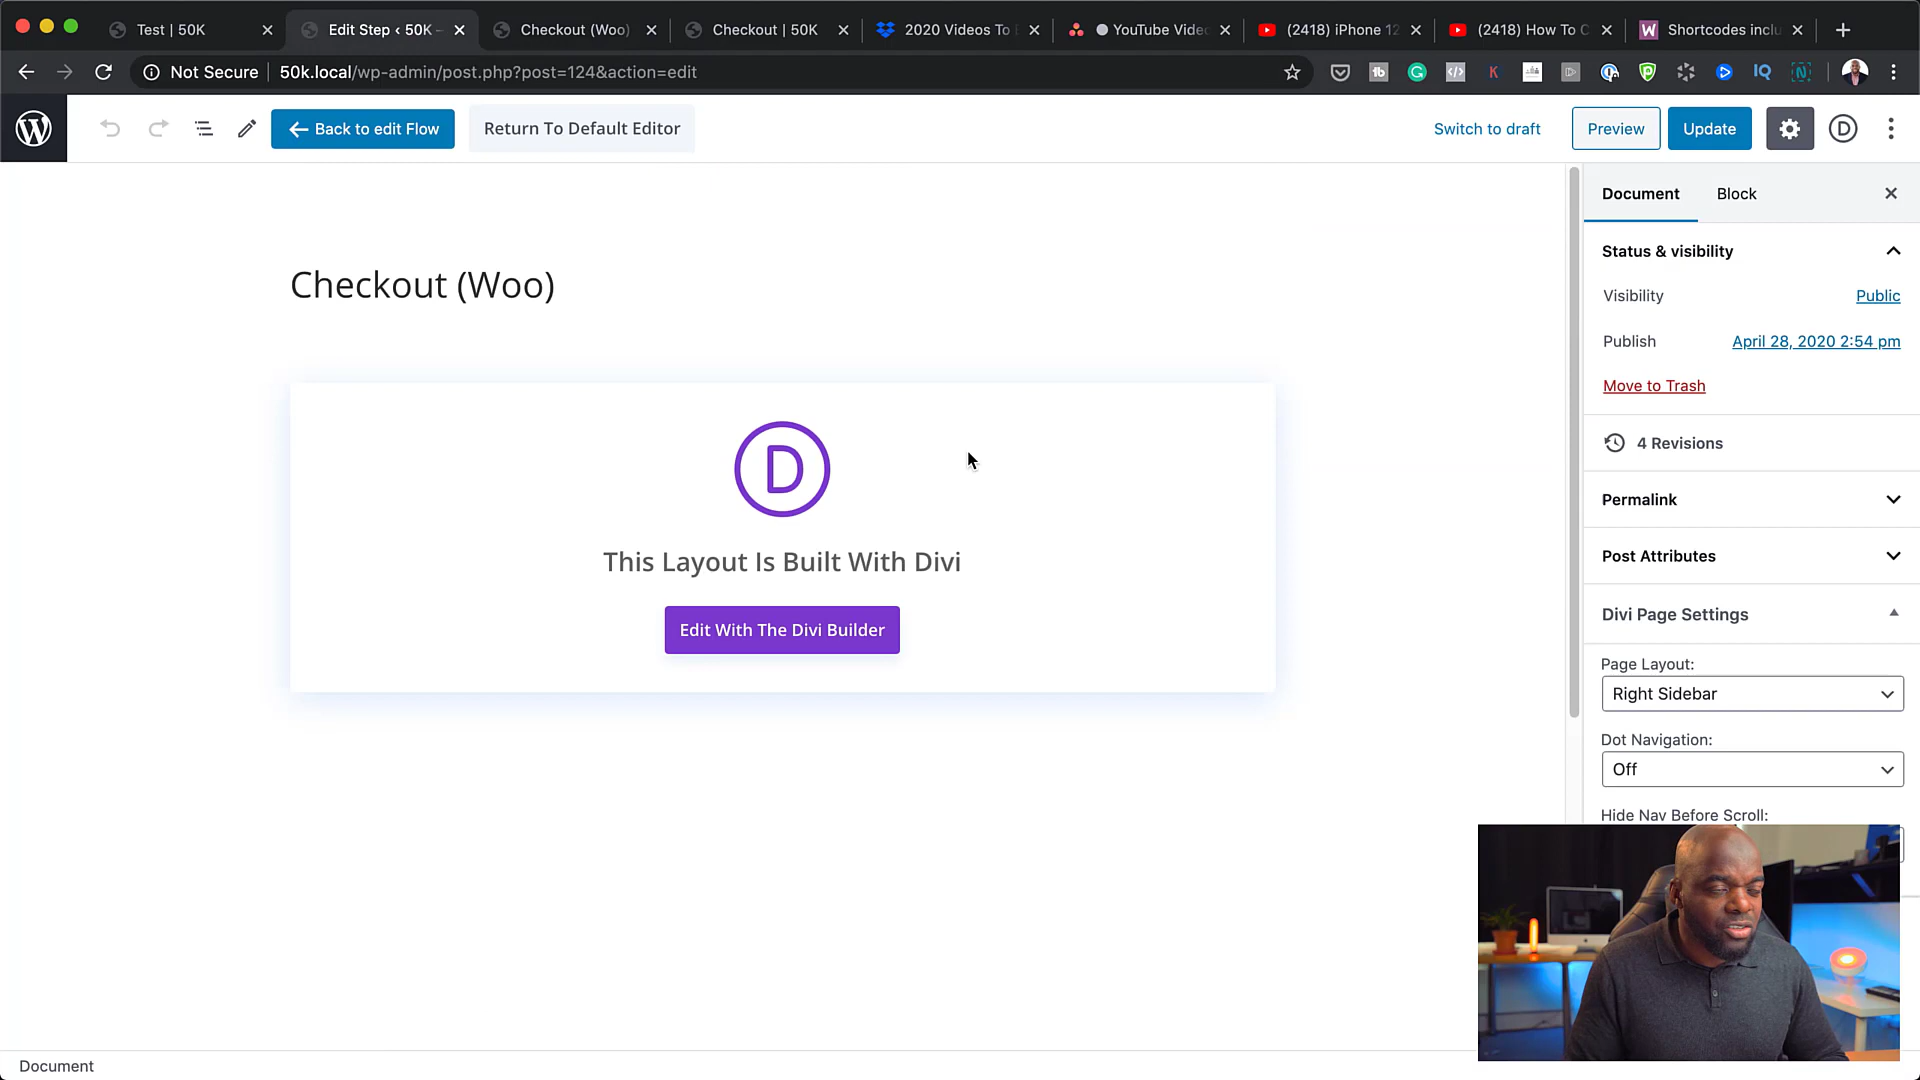 Test | 50K
Edit Step ‹ 50K –
Checkout (Woo)
Checkout | 50K
2020 Videos To
YouTube Vide
(2418) iPhone 12
(2418) How To C
Shortcodes inclu
Not Secure
50k.local/wp-admin/post.php?post=124&action=edit
Back to edit Flow
Return To Default Editor
Switch to draft
Preview
Update
Document
Block
Status & visibility
Visibility
Public
Publish
April 28, 2020 2:54 pm
Move to Trash
4 Revisions
Permalink
Post Attributes
Divi Page Settings
Page Layout:
Right Sidebar
Dot Navigation:
Off
Hide Nav Before Scroll:
Checkout (Woo)
D
This Layout Is Built With Divi
Edit With The Divi Builder
Document